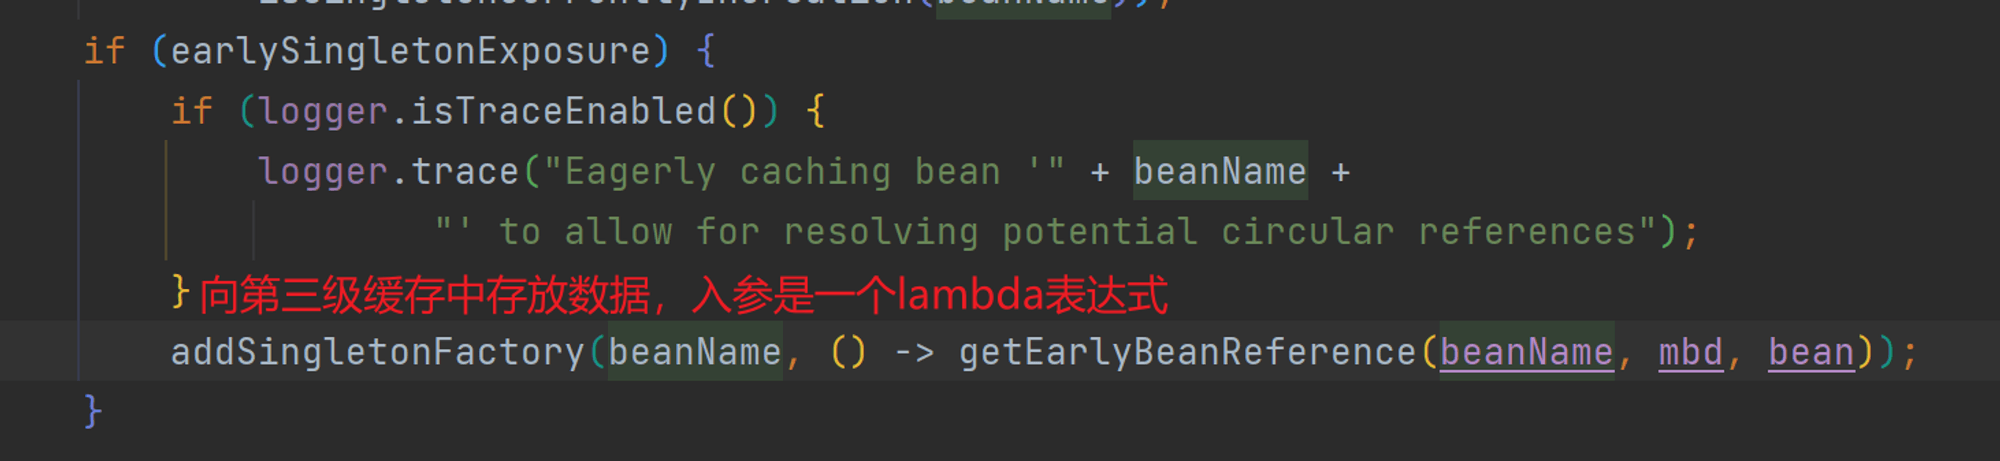 if (earlySingletonExposure) {
if (logger.isTraceEnabled()) {
logger.trace("Eagerly caching bean '" + beanName +
"' to allow for resolving potential circular references");
} 向第三级缓存中存放数据，入参是一个lambda表达式
addSingletonFactory(beanName, () -> getEarlyBeanReference(beanName, mbd, bean));
}